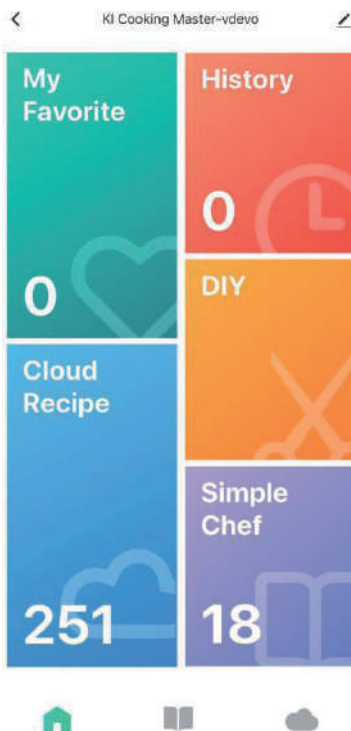 KI Cooking Master-vdevo
My
Favorite
0
History
0
DIY
Cloud
Recipe
251
Simple
Chef
18